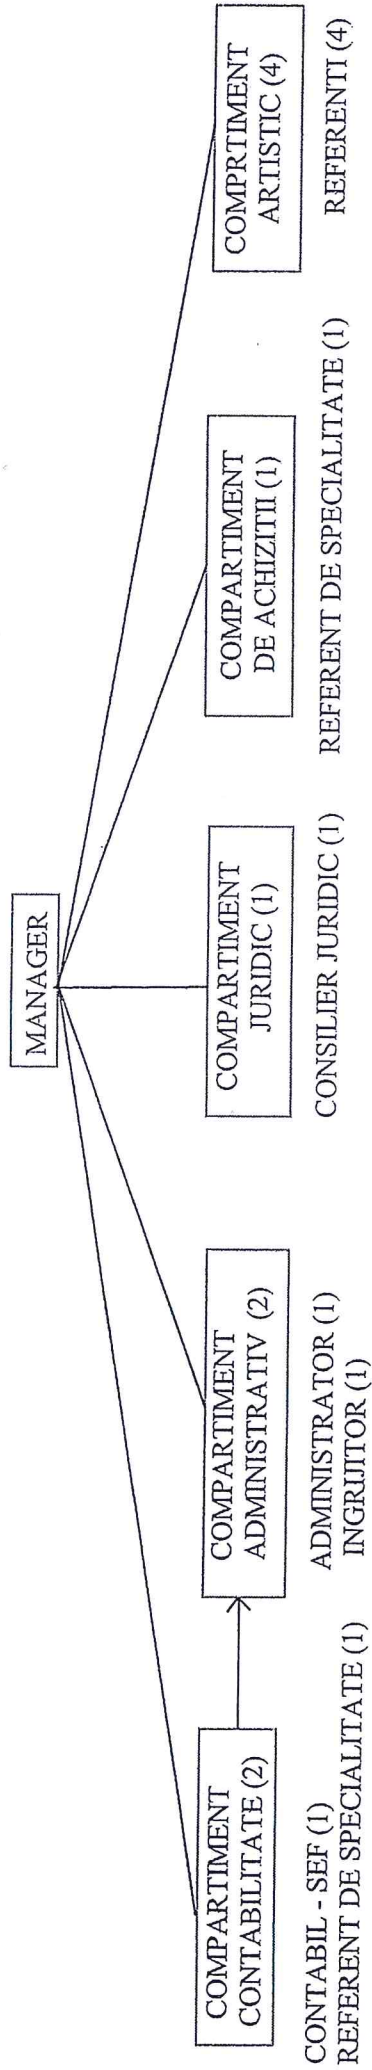 MANAGER
COMPARTIMENT
CONTABILITATE (2)
CONTABIL - SEF (1)
REFERENT DE SPECIALITATE (1)
COMPARTIMENT
ADMINISTRATIV (2)
ADMINISTRATOR (1)
INGRIJITOR (1)
COMPARTIMENT
JURIDIC (1)
CONSILIER JURIDIC (1)
COMPARTIMENT
DE ACHIZITII (1)
REFERENT DE SPECIALITATE (1)
COMPRTIMENT
ARTISTIC (4)
REFERENTI (4)